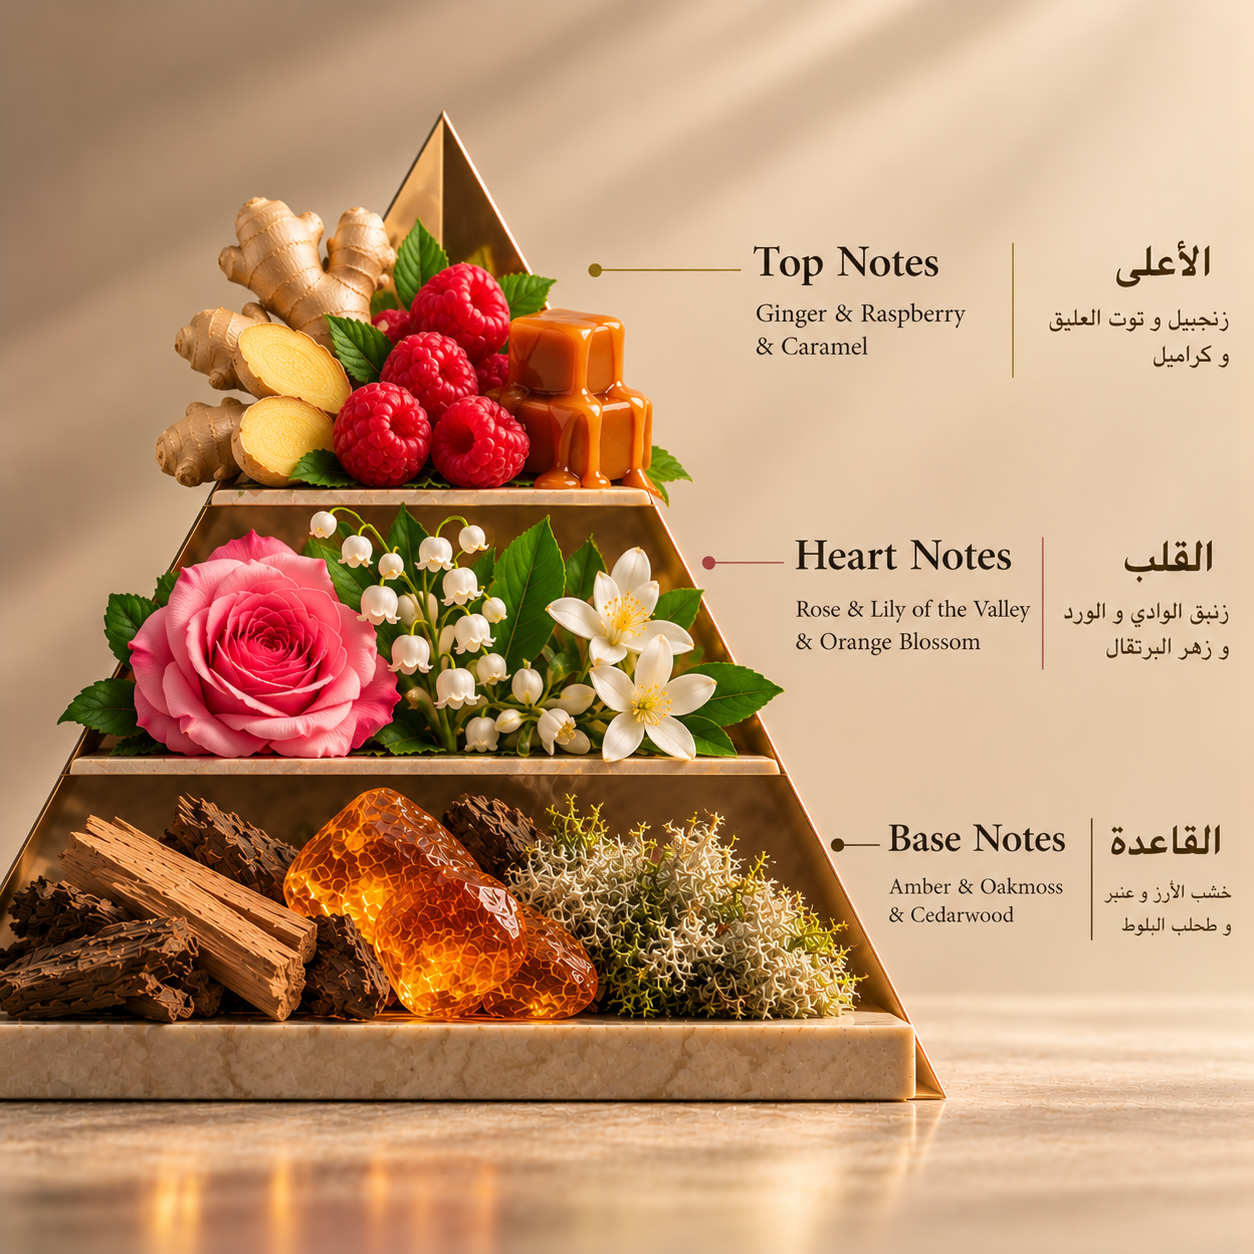 Top Notes
Ginger & Raspberry
& Caramel
الأعلى
زنجبيل و توت العليق
و كراميل
Heart Notes
Rose & Lily of the Valley
& Orange Blossom
القلب
زنبق الوادي و الورد
و زهر البرتقال
Base Notes
Amber & Oakmoss
& Cedarwood
القاعدة
خشب الأرز و عنبر
و طحلب البلوط